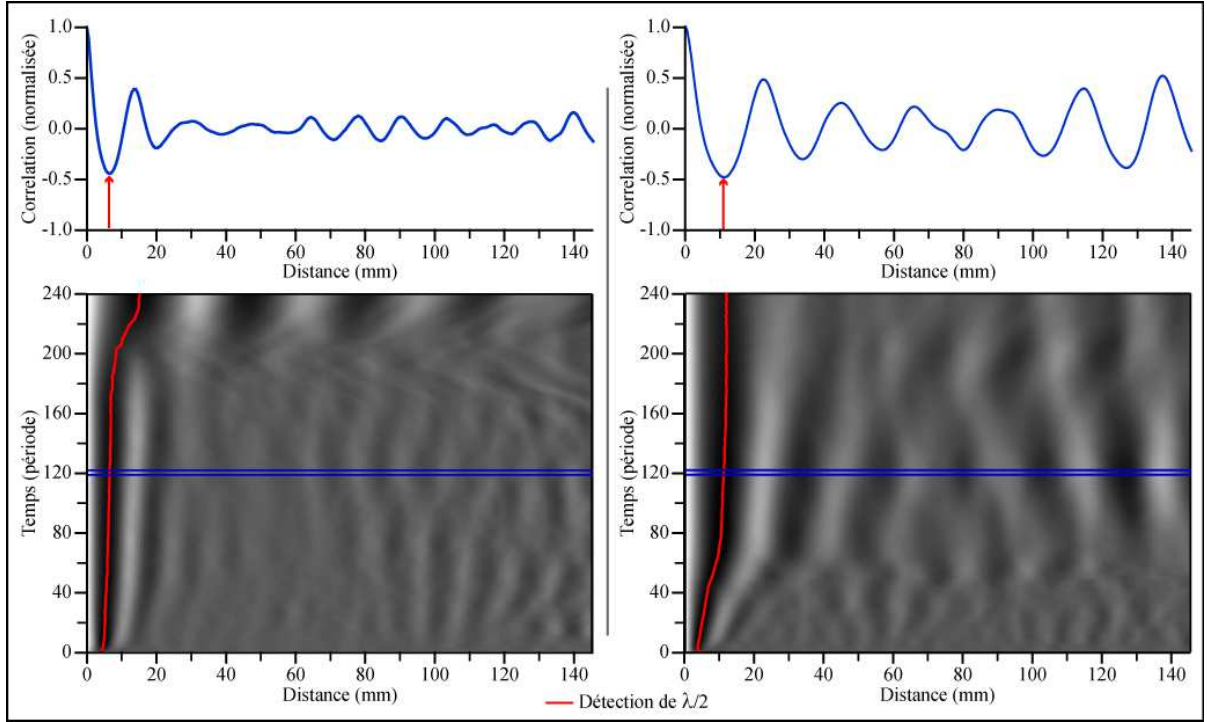 Correlation (normalisée)
1.0
0.5
0.0
-0.5
-1.0
0 20 40 60 80 100 120 140
Distance (mm)
Correlation (normalisée)
1.0
0.5
0.0
-0.5
-1.0
0 20 40 60 80 100 120 140
Distance (mm)
Temps (période)
240
200
160
120
80
40
0
0 20 40 60 80 100 120 140
Distance (mm)
Temps (période)
240
200
160
120
80
40
0
0 20 40 60 80 100 120 140
Distance (mm)
Détection de λ/2